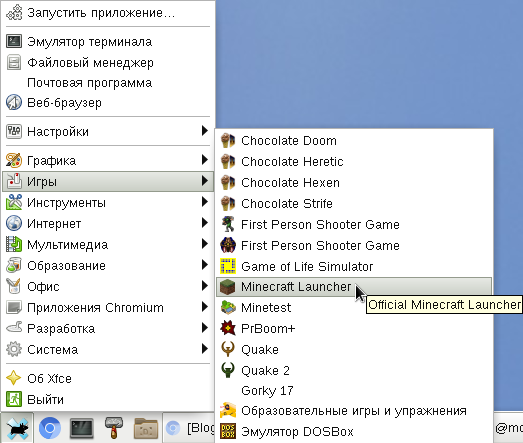 Запустить приложение...
Эмулятор терминала
Файловый менеджер
Почтовая программа
Веб-браузер
Настройки
Графика
Игры
Инструменты
Интернет
Мультимедиа
Образование
Офис
Приложения Chromium
Разработка
Система
Об Xfce
Выйти
Chocolate Doom
Chocolate Heretic
Chocolate Hexen
Chocolate Strife
First Person Shooter Game
First Person Shooter Game
Game of Life Simulator
Minecraft Launcher
Official Minecraft Launcher
Minetest
PrBoom+
Quake
Quake 2
Gorky 17
Образовательные игры и упражнения
Эмулятор DOSBox
DOS
BOX
[Blog
@mo